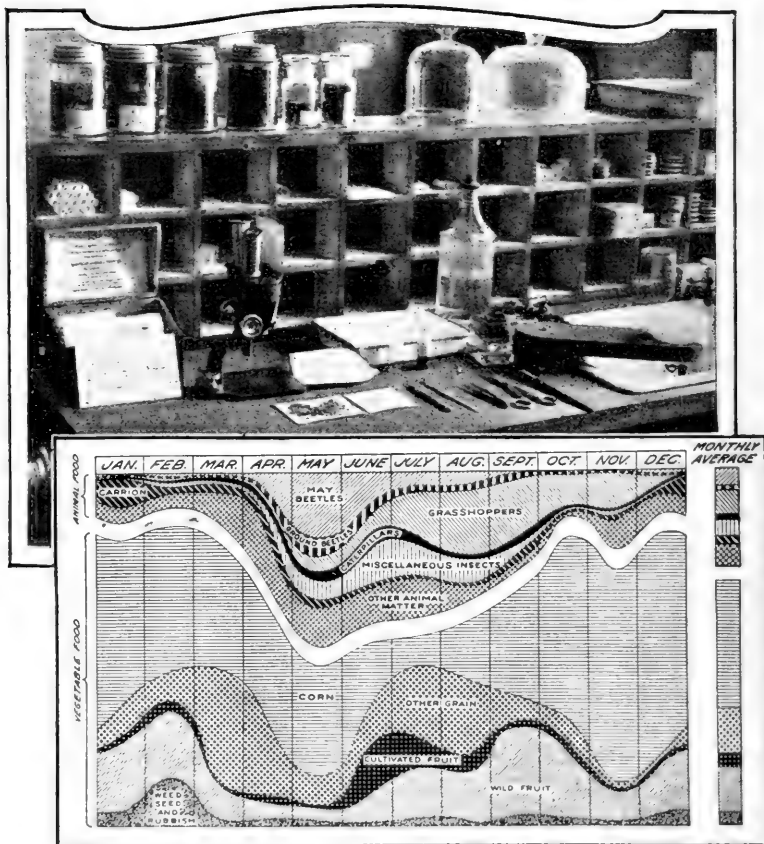 JAN. FEB. MAR. APR. MAY JUNE JULY AUG. SEPT. OCT. NOV. DEC.
MONTHLY
AVERAGE
ANIMAL FOOD
CARRION
MAY
BEETLES
GROUND BEETLES
GRASSHOPPERS
CATERPILLARS
MISCELLANEOUS INSECTS
OTHER ANIMAL
MATTER
VEGETABLE FOOD
CORN
OTHER GRAIN
CULTIVATED FRUIT
WILD FRUIT
WEED
SEED
AND
RUBBISH